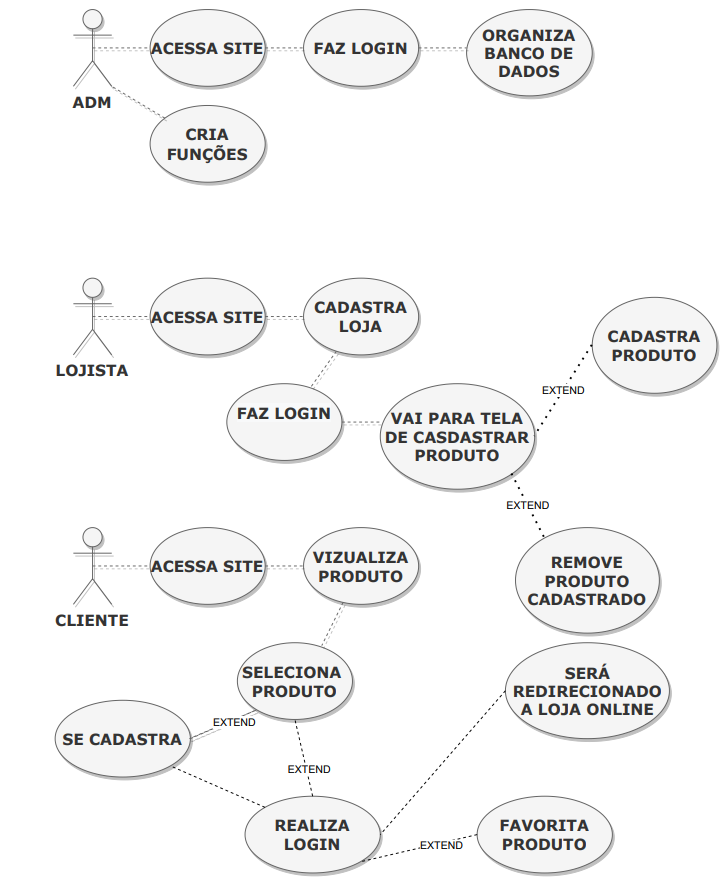 ACESSA SITE
FAZ LOGIN
ORGANIZA
BANCO DE
DADOS
ADM
CRIA
FUNÇÕES
ACESSA SITE
CADASTRA
LOJA
CADASTRA
PRODUTO
LOJISTA
EXTEND
FAZ LOGIN
VAI PARA TELA
DE CASDASTRAR
PRODUTO
EXTEND
ACESSA SITE
VIZUALIZA
PRODUTO
REMOVE
PRODUTO
CADASTRADO
CLIENTE
SELECIONA
PRODUTO
SERÁ
REDIRECIONADO
A LOJA ONLINE
EXTEND
SE CADASTRA
EXTEND
REALIZA
LOGIN
EXTEND
FAVORITA
PRODUTO